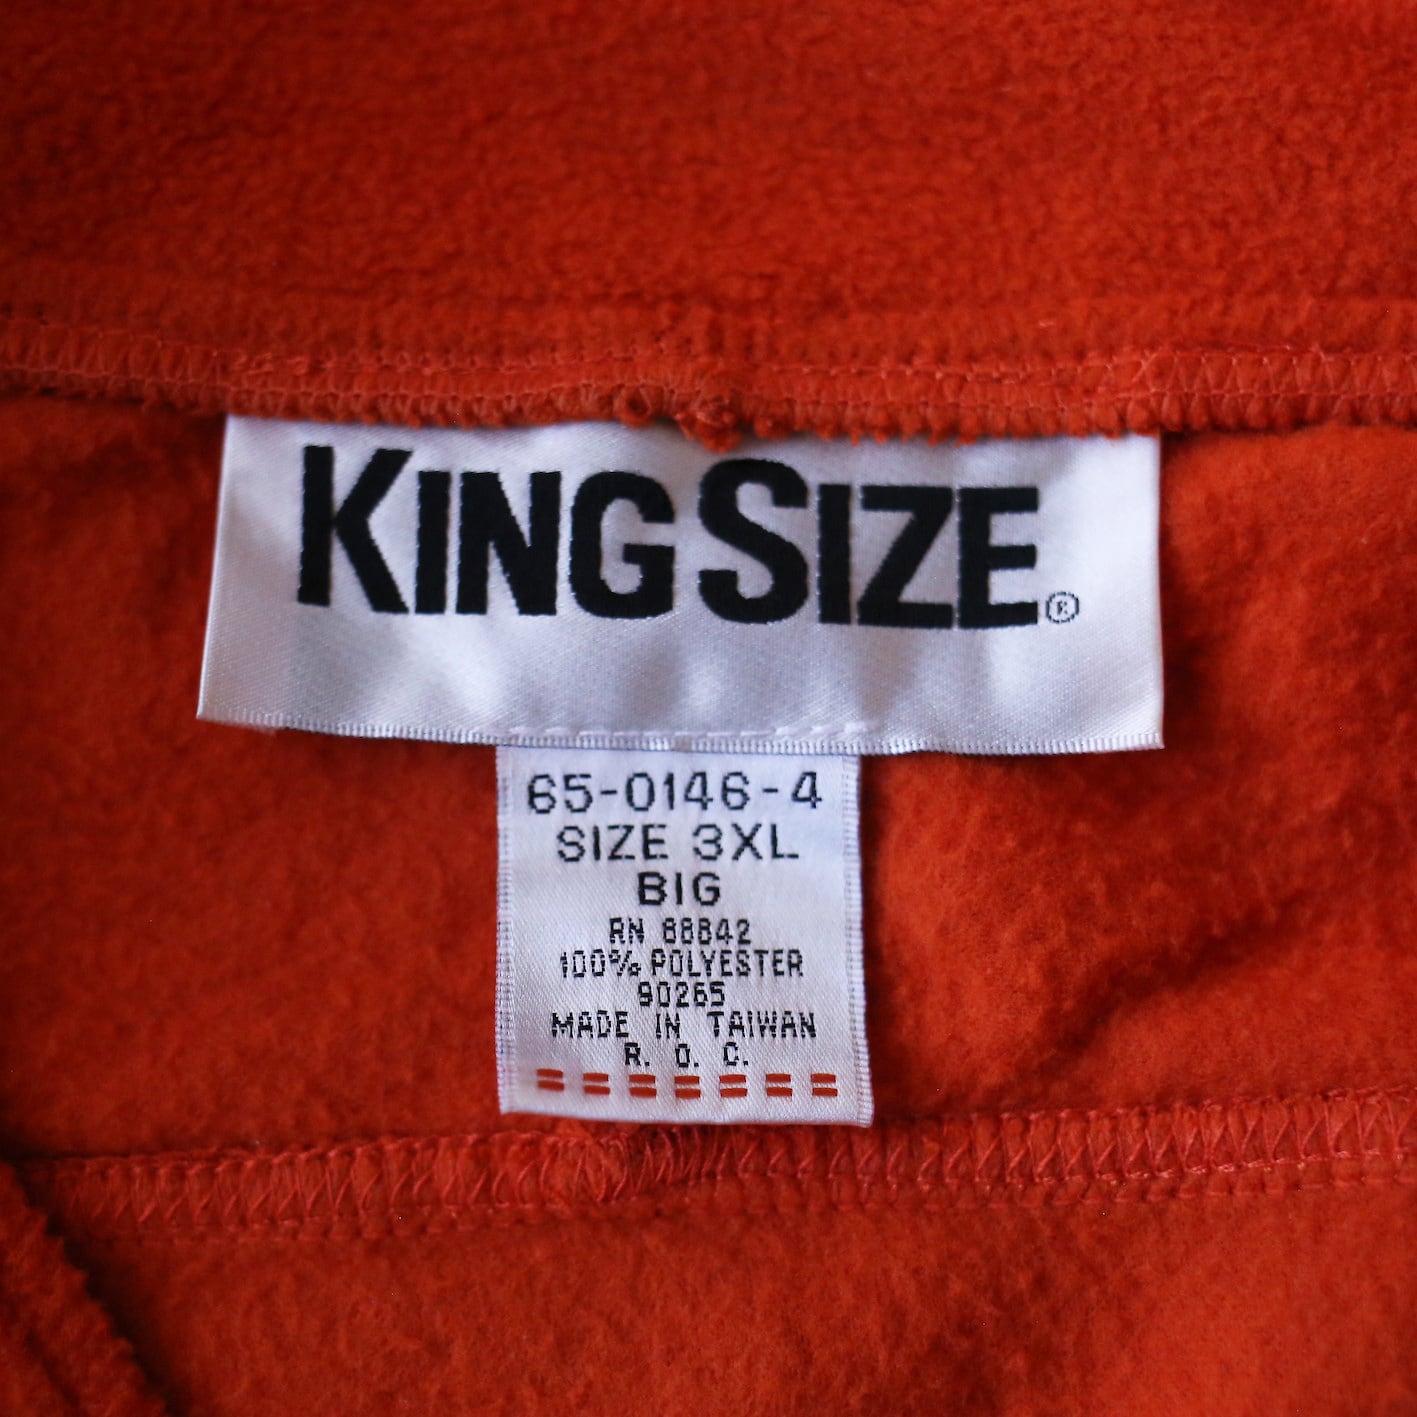 KINGSIZE®
65-0146-4
SIZE 3XL
BIG
RN 88842
100% POLYESTER
90265
MADE IN TAIWAN
R. O. C.